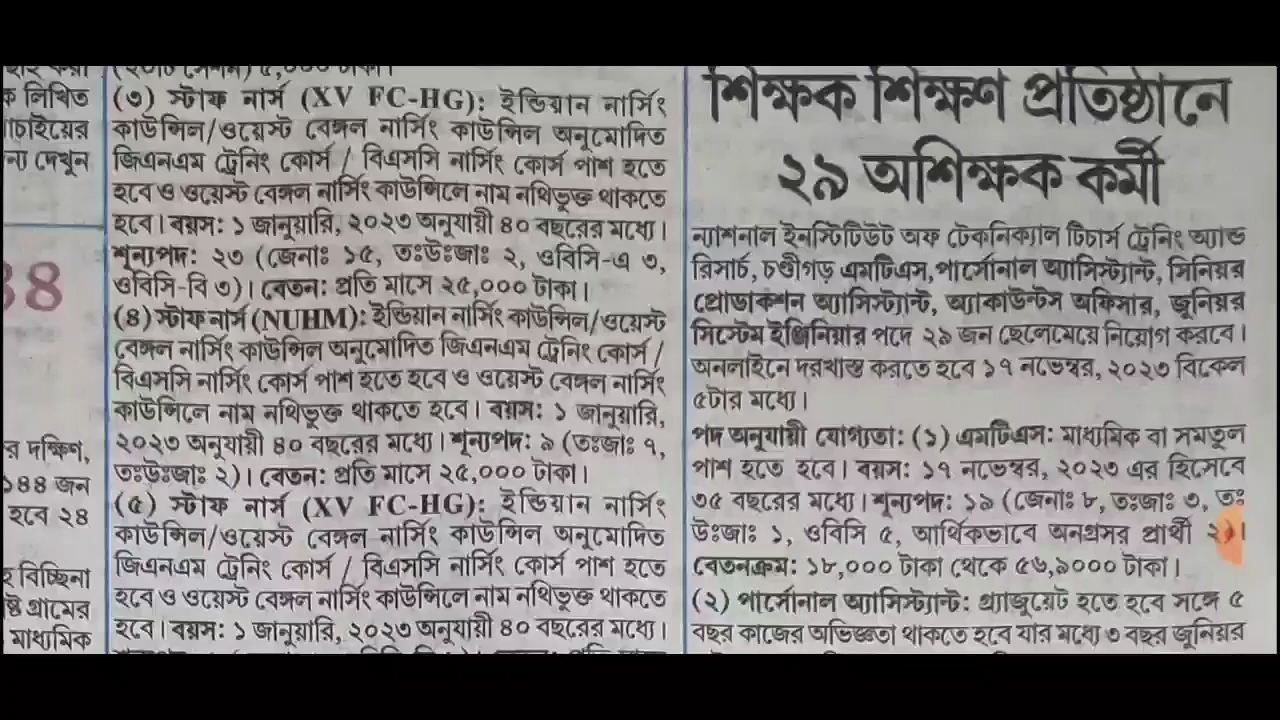 ক লিখিত
াচাইয়ের
ন্য দেখুন
38
র দক্ষিণ,
১৪৪ জন
হবে ২৪
বিচ্ছিনা
ষ্ট গ্রামের
মাধ্যমিক
(৩) স্টাফ নার্স (XV FC-HG): ইন্ডিয়ান নার্সিং
কাউন্সিল/ওয়েস্ট বেঙ্গল নার্সিং কাউন্সিল অনুমোদিত
জিএনএম ট্রেনিং কোর্স / বিএসসি নার্সিং কোর্স পাশ হতে
হবে ও ওয়েস্ট বেঙ্গল নার্সিং কাউন্সিলে নাম নথিভুক্ত থাকতে
হবে। বয়স: ১ জানুয়ারি, ২০২৩ অনুযায়ী ৪০ বছরের মধ্যে।
শূন্যপদ: ২৩ (জেনাঃ ১৫, তঃউঃজাঃ ২, ওবিসি-এ ৩,
ওবিসি-বি ৩)। বেতন: প্রতি মাসে ২৫,০০০ টাকা।
(৪) স্টাফ নার্স (NUHM): ইন্ডিয়ান নার্সিং কাউন্সিল/ওয়েস্ট
বেঙ্গল নার্সিং কাউন্সিল অনুমোদিত জিএনএম ট্রেনিং কোর্স /
বিএসসি নার্সিং কোর্স পাশ হতে হবে ও ওয়েস্ট বেঙ্গল নার্সিং
কাউন্সিলে নাম নথিভুক্ত থাকতে হবে। বয়স: ১ জানুয়ারি,
২০২৩ অনুযায়ী ৪০ বছরের মধ্যে। শূন্যপদ: ৯ (তঃজাঃ ৭,
তঃউঃজাঃ ২)। বেতন: প্রতি মাসে ২৫,০০০ টাকা।
(৫) স্টাফ নার্স (XV FC-HG): ইন্ডিয়ান নার্সিং
কাউন্সিল/ওয়েস্ট বেঙ্গল নার্সিং কাউন্সিল অনুমোদিত
জিএনএম ট্রেনিং কোর্স / বিএসসি নার্সিং কোর্স পাশ হতে
হবে ও ওয়েস্ট বেঙ্গল নার্সিং কাউন্সিলে নাম নথিভুক্ত থাকতে
হবে। বয়স: ১ জানুয়ারি, ২০২৩ অনুযায়ী ৪০ বছরের মধ্যে।
শিক্ষক শিক্ষণ প্রতিষ্ঠানে
২৯ অশিক্ষক কর্মী
ন্যাশনাল ইনস্টিটিউট অফ টেকনিক্যাল টিচার্স ট্রেনিং অ্যান্ড
রিসার্চ, চণ্ডীগড় এমটিএস, পার্সোনাল অ্যাসিস্ট্যান্ট, সিনিয়র
প্রোডাকশন অ্যাসিস্ট্যান্ট, অ্যাকাউন্টস অফিসার, জুনিয়র
সিস্টেম ইঞ্জিনিয়ার পদে ২৯ জন ছেলেমেয়ে নিয়োগ করবে।
অনলাইনে দরখাস্ত করতে হবে ১৭ নভেম্বর, ২০২৩ বিকেল
৫টার মধ্যে।
পদ অনুযায়ী যোগ্যতা: (১) এমটিএস: মাধ্যমিক বা সমতুল
পাশ হতে হবে। বয়স: ১৭ নভেম্বর, ২০২৩ এর হিসেবে
৩৫ বছরের মধ্যে। শূন্যপদ: ১৯ (জেনাঃ ৮, তঃজাঃ ৩, তঃ
উঃজাঃ ১, ওবিসি ৫, আর্থিকভাবে অনগ্রসর প্রার্থী ২)।
বেতনক্রম: ১৮,০০০ টাকা থেকে ৫৬,৯০০০ টাকা।
(২) পার্সোনাল অ্যাসিস্ট্যান্ট: গ্র্যাজুয়েট হতে হবে সঙ্গে ৫
বছর কাজের অভিজ্ঞতা থাকতে হবে যার মধ্যে ৩ বছর জুনিয়র